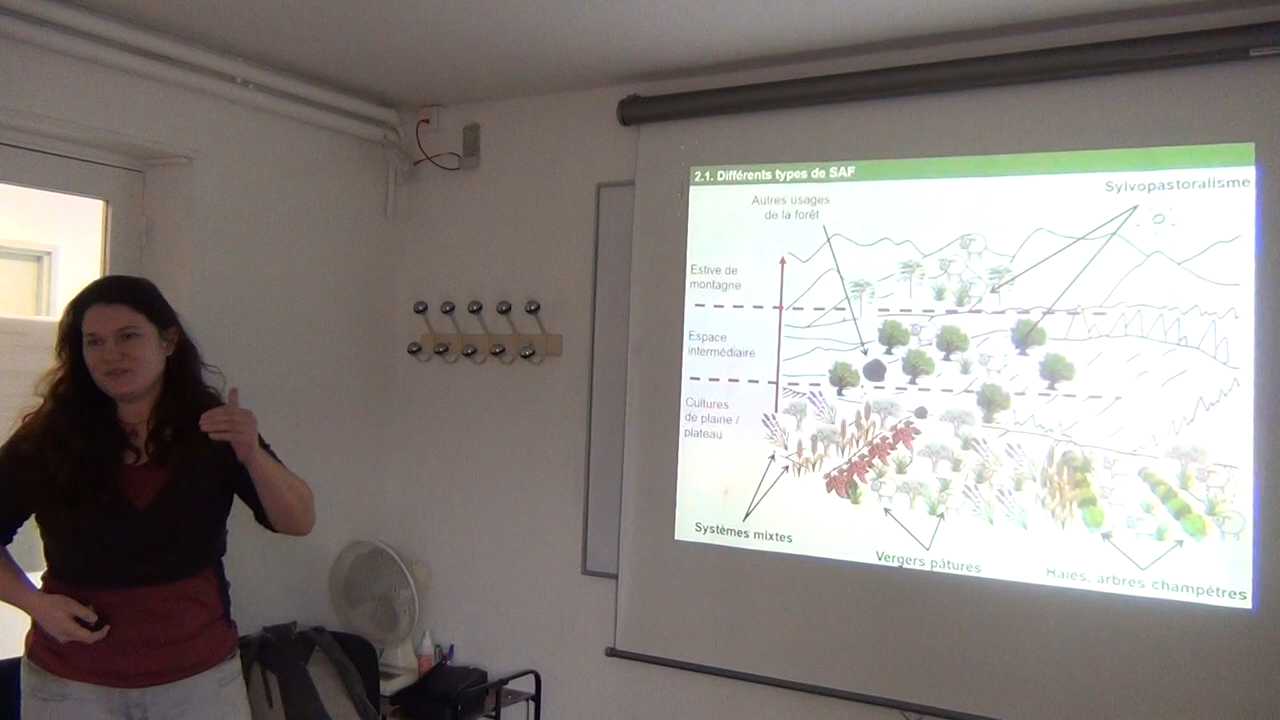 2.1. Différents types de SAF
Sylvopastoralisme
Autres usages
de la forêt
Estive de
montagne
Espace
intermédiaire
Cultures
de plaine /
plateau
Systèmes mixtes
Vergers pâturés
Haies, arbres champêtres